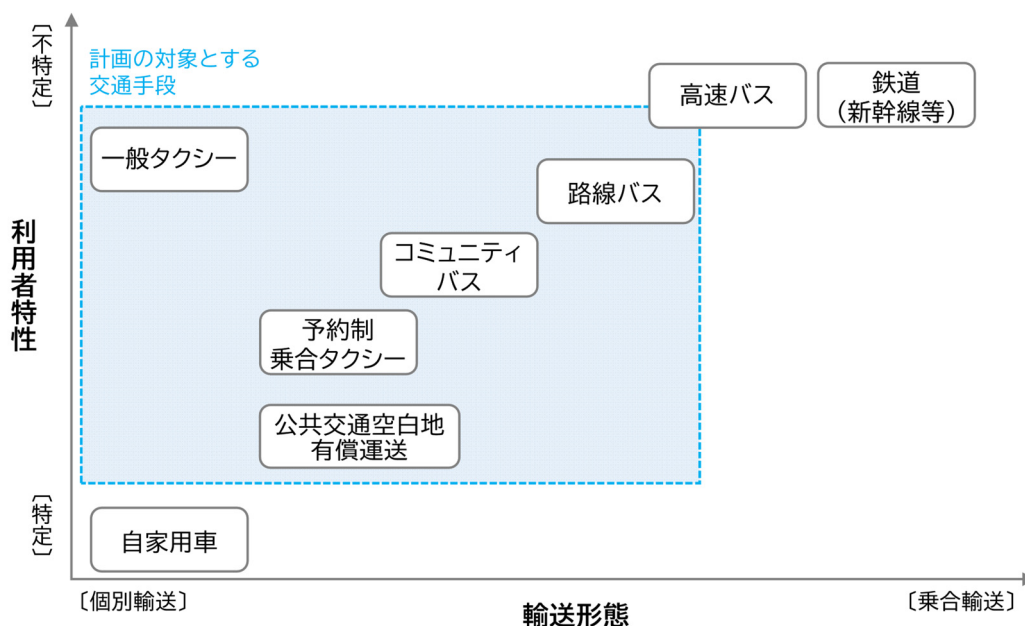 〔不特定〕
計画の対象とする
交通手段
高速バス
鉄道
（新幹線等）
一般タクシー
路線バス
利用者特性
コミュニティ
バス
予約制
乗合タクシー
公共交通空白地
有償運送
〔特定〕
自家用車
〔個別輸送〕
輸送形態
〔乗合輸送〕